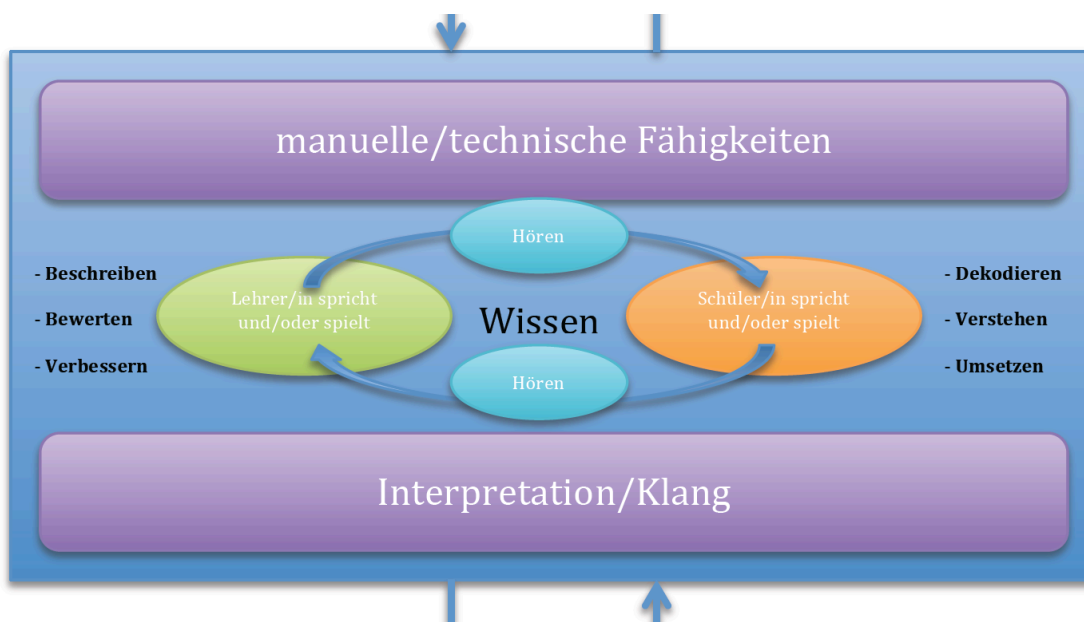 manuelle/technische Fähigkeiten
Hören
- Beschreiben
- Bewerten
- Verbessern
Lehrer/in spricht
und/oder spielt
Wissen
Schüler/in spricht
und/oder spielt
- Dekodieren
- Verstehen
- Umsetzen
Hören
Interpretation/Klang